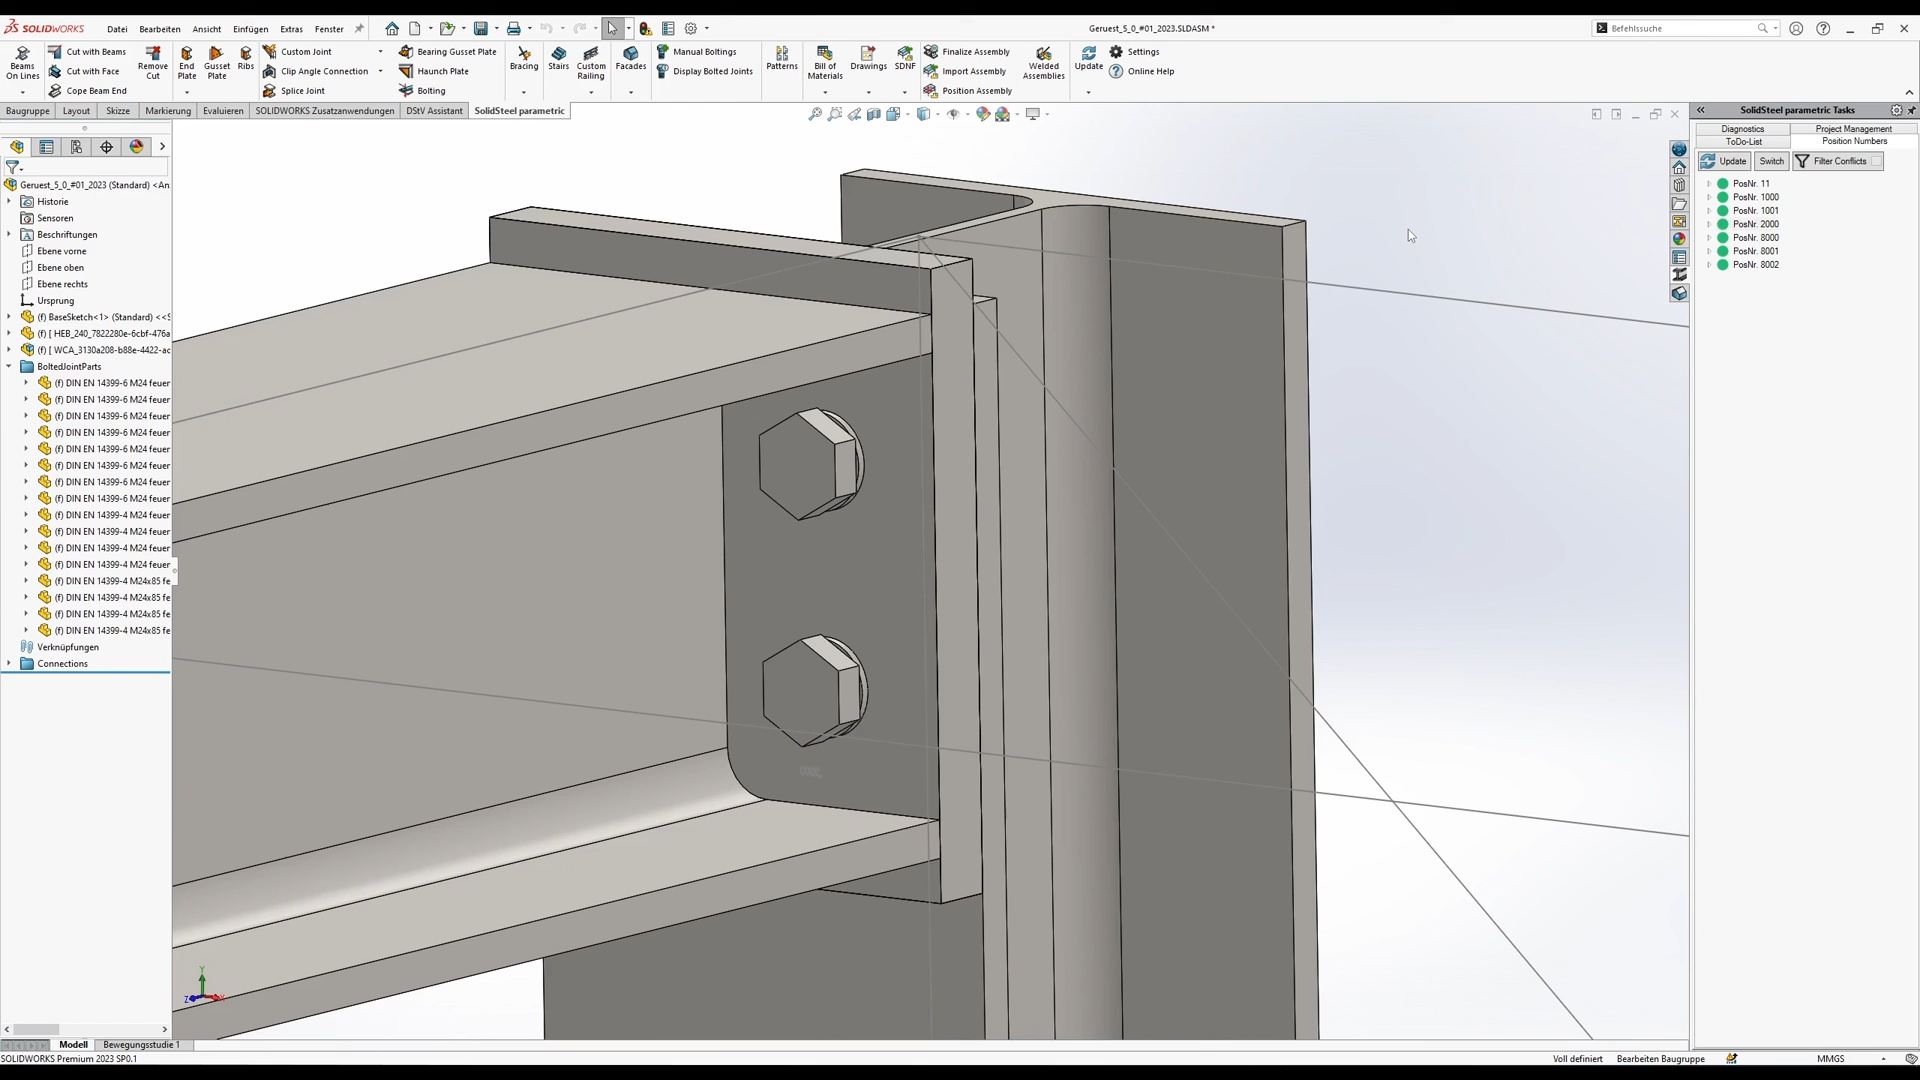 SOLIDWORKS
Datei
Bearbeiten
Ansicht
Einfügen
Extras
Fenster
Geruest_5_0_#01_2023.SLDASM *
Befehlssuche
Beams On Lines
Cut with Beams
Cut with Face
Cope Beam End
Remove Cut
End Plate
Gusset Plate
Ribs
Custom Joint
Clip Angle Connection
Splice Joint
Bearing Gusset Plate
Haunch Plate
Bolting
Bracing
Stairs
Custom Railing
Facades
Manual Boltings
Display Bolted Joints
Patterns
Bill of Materials
Drawings
SDNF
Finalize Assembly
Import Assembly
Position Assembly
Welded Assemblies
Update
Settings
Online Help
Baugruppe
Layout
Skizze
Markierung
Evaluieren
SOLIDWORKS Zusatzanwendungen
DStV Assistant
SolidSteel parametric
Geruest_5_0_#01_2023 (Standard) <An
Historie
Sensoren
Beschriftungen
Ebene vorne
Ebene oben
Ebene rechts
Ursprung
(f) BaseSketch<1> (Standard) <<S
(f) [ HEB_240_7822280e-6cbf-476a
(f) [ WCA_3130a208-b88e-4422-ac
BoltedJointParts
(f) DIN EN 14399-6 M24 feuer
(f) DIN EN 14399-6 M24 feuer
(f) DIN EN 14399-6 M24 feuer
(f) DIN EN 14399-6 M24 feuer
(f) DIN EN 14399-6 M24 feuer
(f) DIN EN 14399-6 M24 feuer
(f) DIN EN 14399-6 M24 feuer
(f) DIN EN 14399-6 M24 feuer
(f) DIN EN 14399-4 M24 feuer
(f) DIN EN 14399-4 M24 feuer
(f) DIN EN 14399-4 M24 feuer
(f) DIN EN 14399-4 M24 feuer
(f) DIN EN 14399-4 M24x85 fe
(f) DIN EN 14399-4 M24x85 fe
(f) DIN EN 14399-4 M24x85 fe
(f) DIN EN 14399-4 M24x85 fe
Verknüpfungen
Connections
Y
Z
X
SolidSteel parametric Tasks
Diagnostics
Project Management
ToDo-List
Position Numbers
Update
Switch
Filter Conflicts
PosNr. 11
PosNr. 1000
PosNr. 1001
PosNr. 2000
PosNr. 8000
PosNr. 8001
PosNr. 8002
Modell
Bewegungsstudie 1
SOLIDWORKS Premium 2023 SP0.1
Voll definiert
Bearbeiten Baugruppe
MMGS